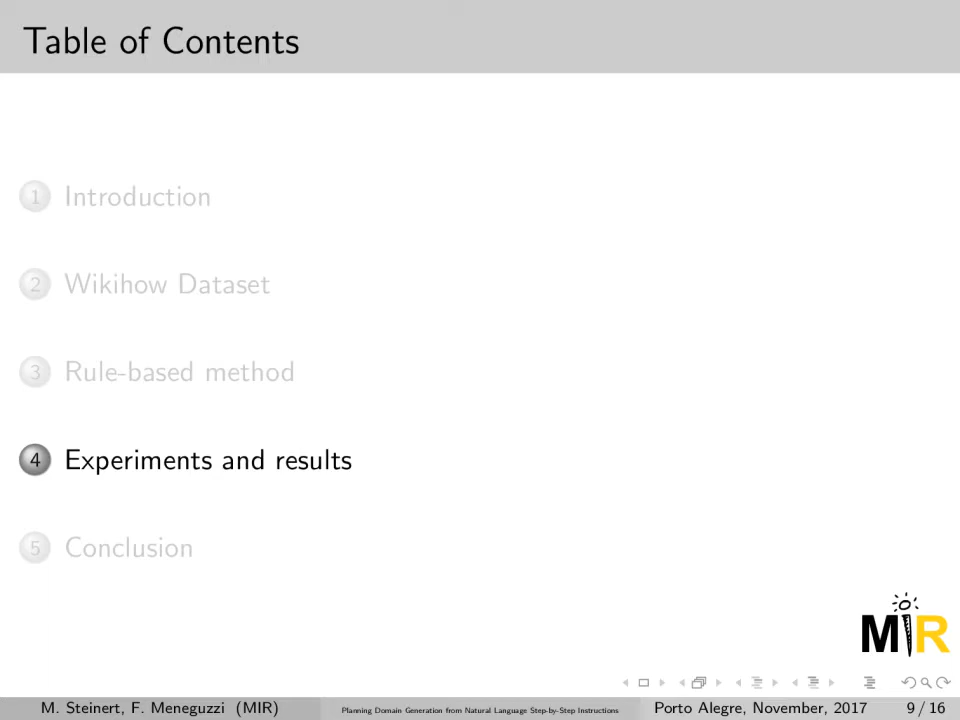 Table of Contents
1 Introduction
2 Wikihow Dataset
3 Rule-based method
4 Experiments and results
5 Conclusion
MIR
M. Steinert, F. Meneguzzi (MIR) Planning Domain Generation from Natural Language Step-by-Step Instructions Porto Alegre, November, 2017 9 / 16